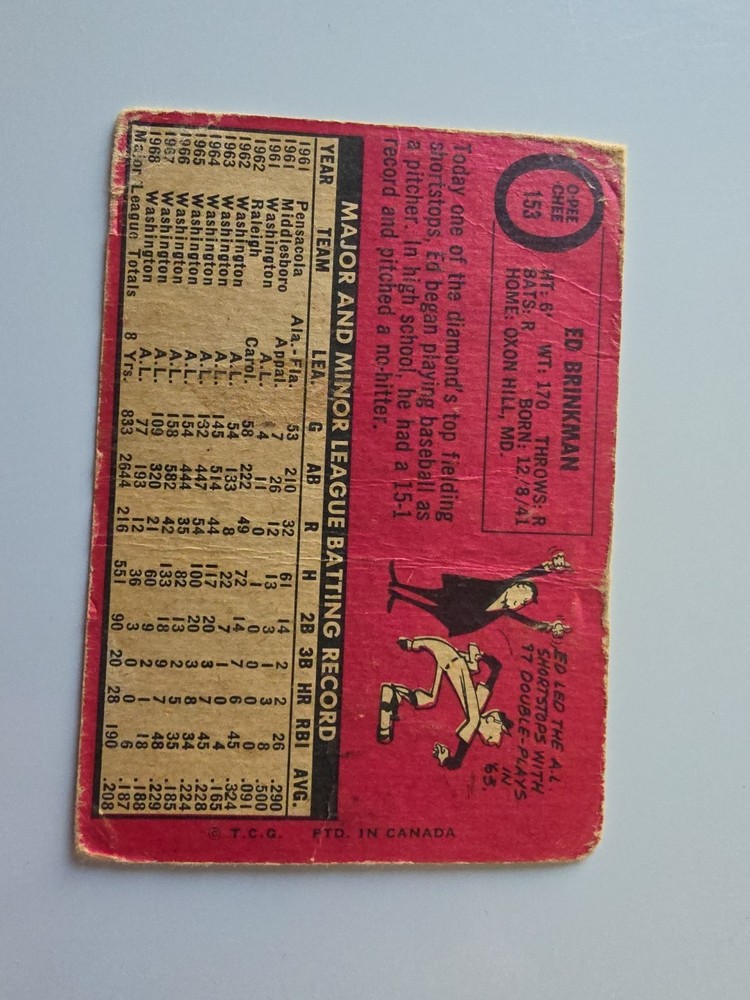 O-PEE
CHEE
153
ED BRINKMAN
HT: 6' WT: 170 THROWS: R
BATS: R BORN: 12/8/41
HOME: OXON HILL, MD.
Today one of the diamond's top fielding
shortstops, Ed began playing baseball as
a pitcher. In high school, he had a 15-1
record and pitched a no-hitter.
ED LED THE A.L.
SHORTSTOPS WITH
97 DOUBLE-PLAYS
IN
'63.
MAJOR AND MINOR LEAGUE BATTING RECORD
YEAR TEAM LEA. G AB R H 2B 3B HR RBI AVG.
1961 Pensacola Ala.-Fla. 53 210 32 61 14 2 2 26 .290
1961 Middlesboro Appal. 7 26 12 13 3 1 3 8 .500
1961 Washington A.L. 4 11 0 1 0 0 0 0 .091
1962 Raleigh Carol. 58 222 49 72 14 7 6 45 .324
1962 Washington A.L. 54 133 8 22 7 1 0 4 .165
1963 Washington A.L. 145 514 44 117 20 3 7 45 .228
1964 Washington A.L. 132 447 54 100 20 3 8 34 .224
1965 Washington A.L. 154 444 35 82 13 2 5 35 .185
1966 Washington A.L. 158 582 42 133 18 9 7 48 .229
1967 Washington A.L. 109 320 21 60 9 2 1 18 .188
1968 Washington A.L. 77 193 12 36 3 0 0 6 .187
Major League Totals 8 Yrs. 833 2644 216 551 90 20 28 190 .208
© T.C.G. PTD. IN CANADA